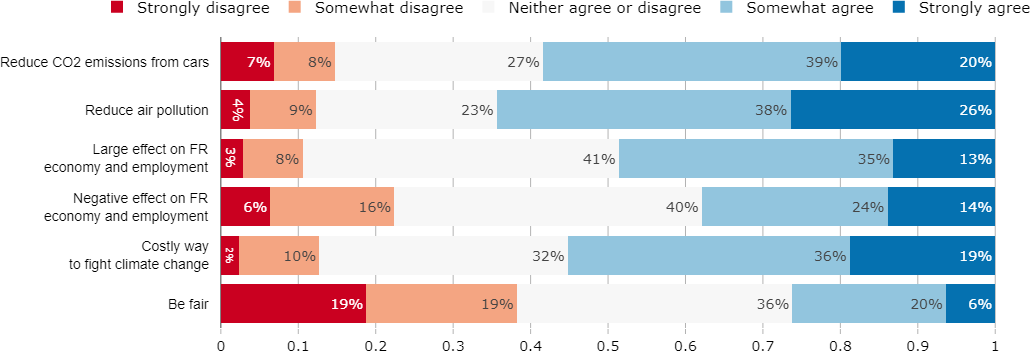 Strongly disagree Somewhat disagree Neither agree or disagree Somewhat agree Strongly agree
Reduce CO2 emissions from cars 7% 8% 27% 39% 20%
Reduce air pollution 4% 9% 23% 38% 26%
Large effect on FR
economy and employment 3% 8% 41% 35% 13%
Negative effect on FR
economy and employment 6% 16% 40% 24% 14%
Costly way
to fight climate change 2% 10% 32% 36% 19%
Be fair 19% 19% 36% 20% 6%
0 0.1 0.2 0.3 0.4 0.5 0.6 0.7 0.8 0.9 1